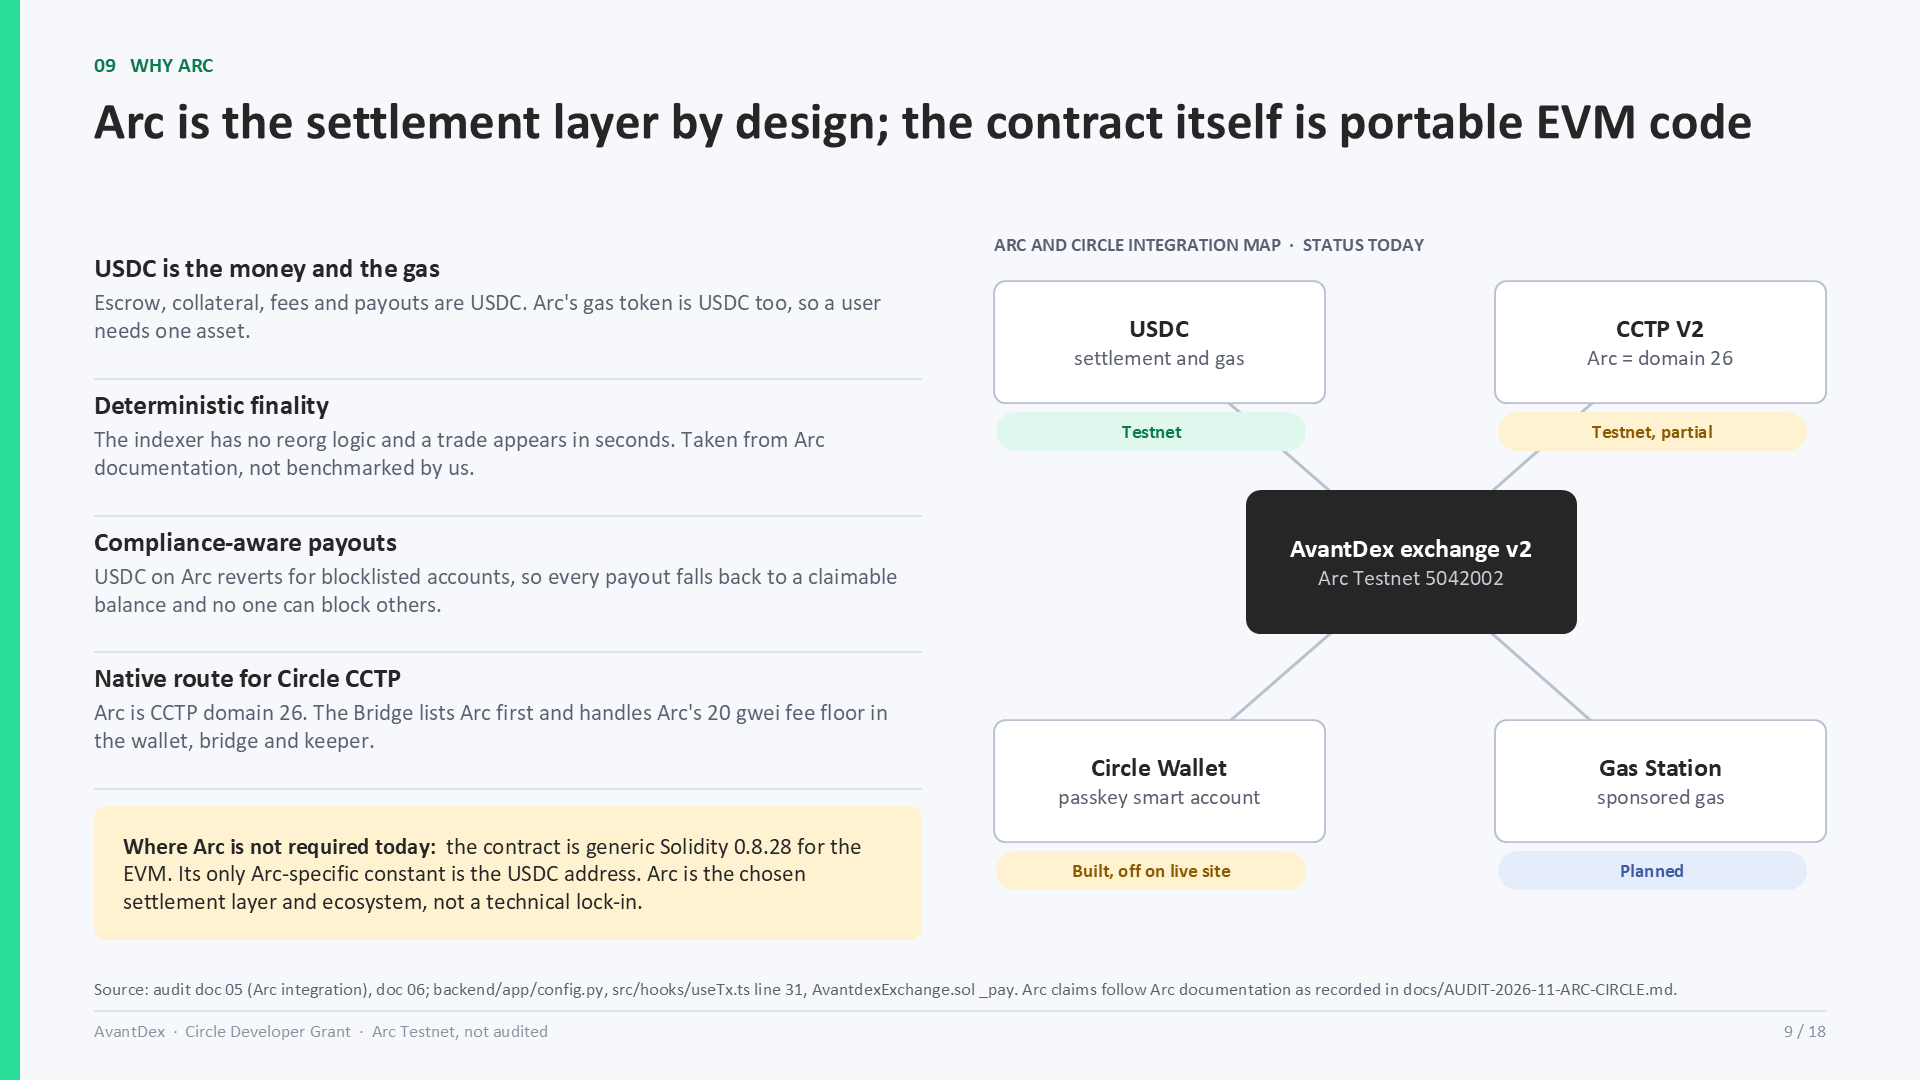 09 WHY ARC
Arc is the settlement layer by design; the contract itself is portable EVM code
USDC is the money and the gas
Escrow, collateral, fees and payouts are USDC. Arc's gas token is USDC too, so a user
needs one asset.
Deterministic finality
The indexer has no reorg logic and a trade appears in seconds. Taken from Arc
documentation, not benchmarked by us.
Compliance-aware payouts
USDC on Arc reverts for blocklisted accounts, so every payout falls back to a claimable
balance and no one can block others.
Native route for Circle CCTP
Arc is CCTP domain 26. The Bridge lists Arc first and handles Arc's 20 gwei fee floor in
the wallet, bridge and keeper.
Where Arc is not required today: the contract is generic Solidity 0.8.28 for the
EVM. Its only Arc-specific constant is the USDC address. Arc is the chosen
settlement layer and ecosystem, not a technical lock-in.
ARC AND CIRCLE INTEGRATION MAP · STATUS TODAY
USDC
settlement and gas
Testnet
CCTP V2
Arc = domain 26
Testnet, partial
AvantDex exchange v2
Arc Testnet 5042002
Circle Wallet
passkey smart account
Built, off on live site
Gas Station
sponsored gas
Planned
Source: audit doc 05 (Arc integration), doc 06; backend/app/config.py, src/hooks/useTx.ts line 31, AvantdexExchange.sol _pay. Arc claims follow Arc documentation as recorded in docs/AUDIT-2026-11-ARC-CIRCLE.md.
AvantDex · Circle Developer Grant · Arc Testnet, not audited
9 / 18